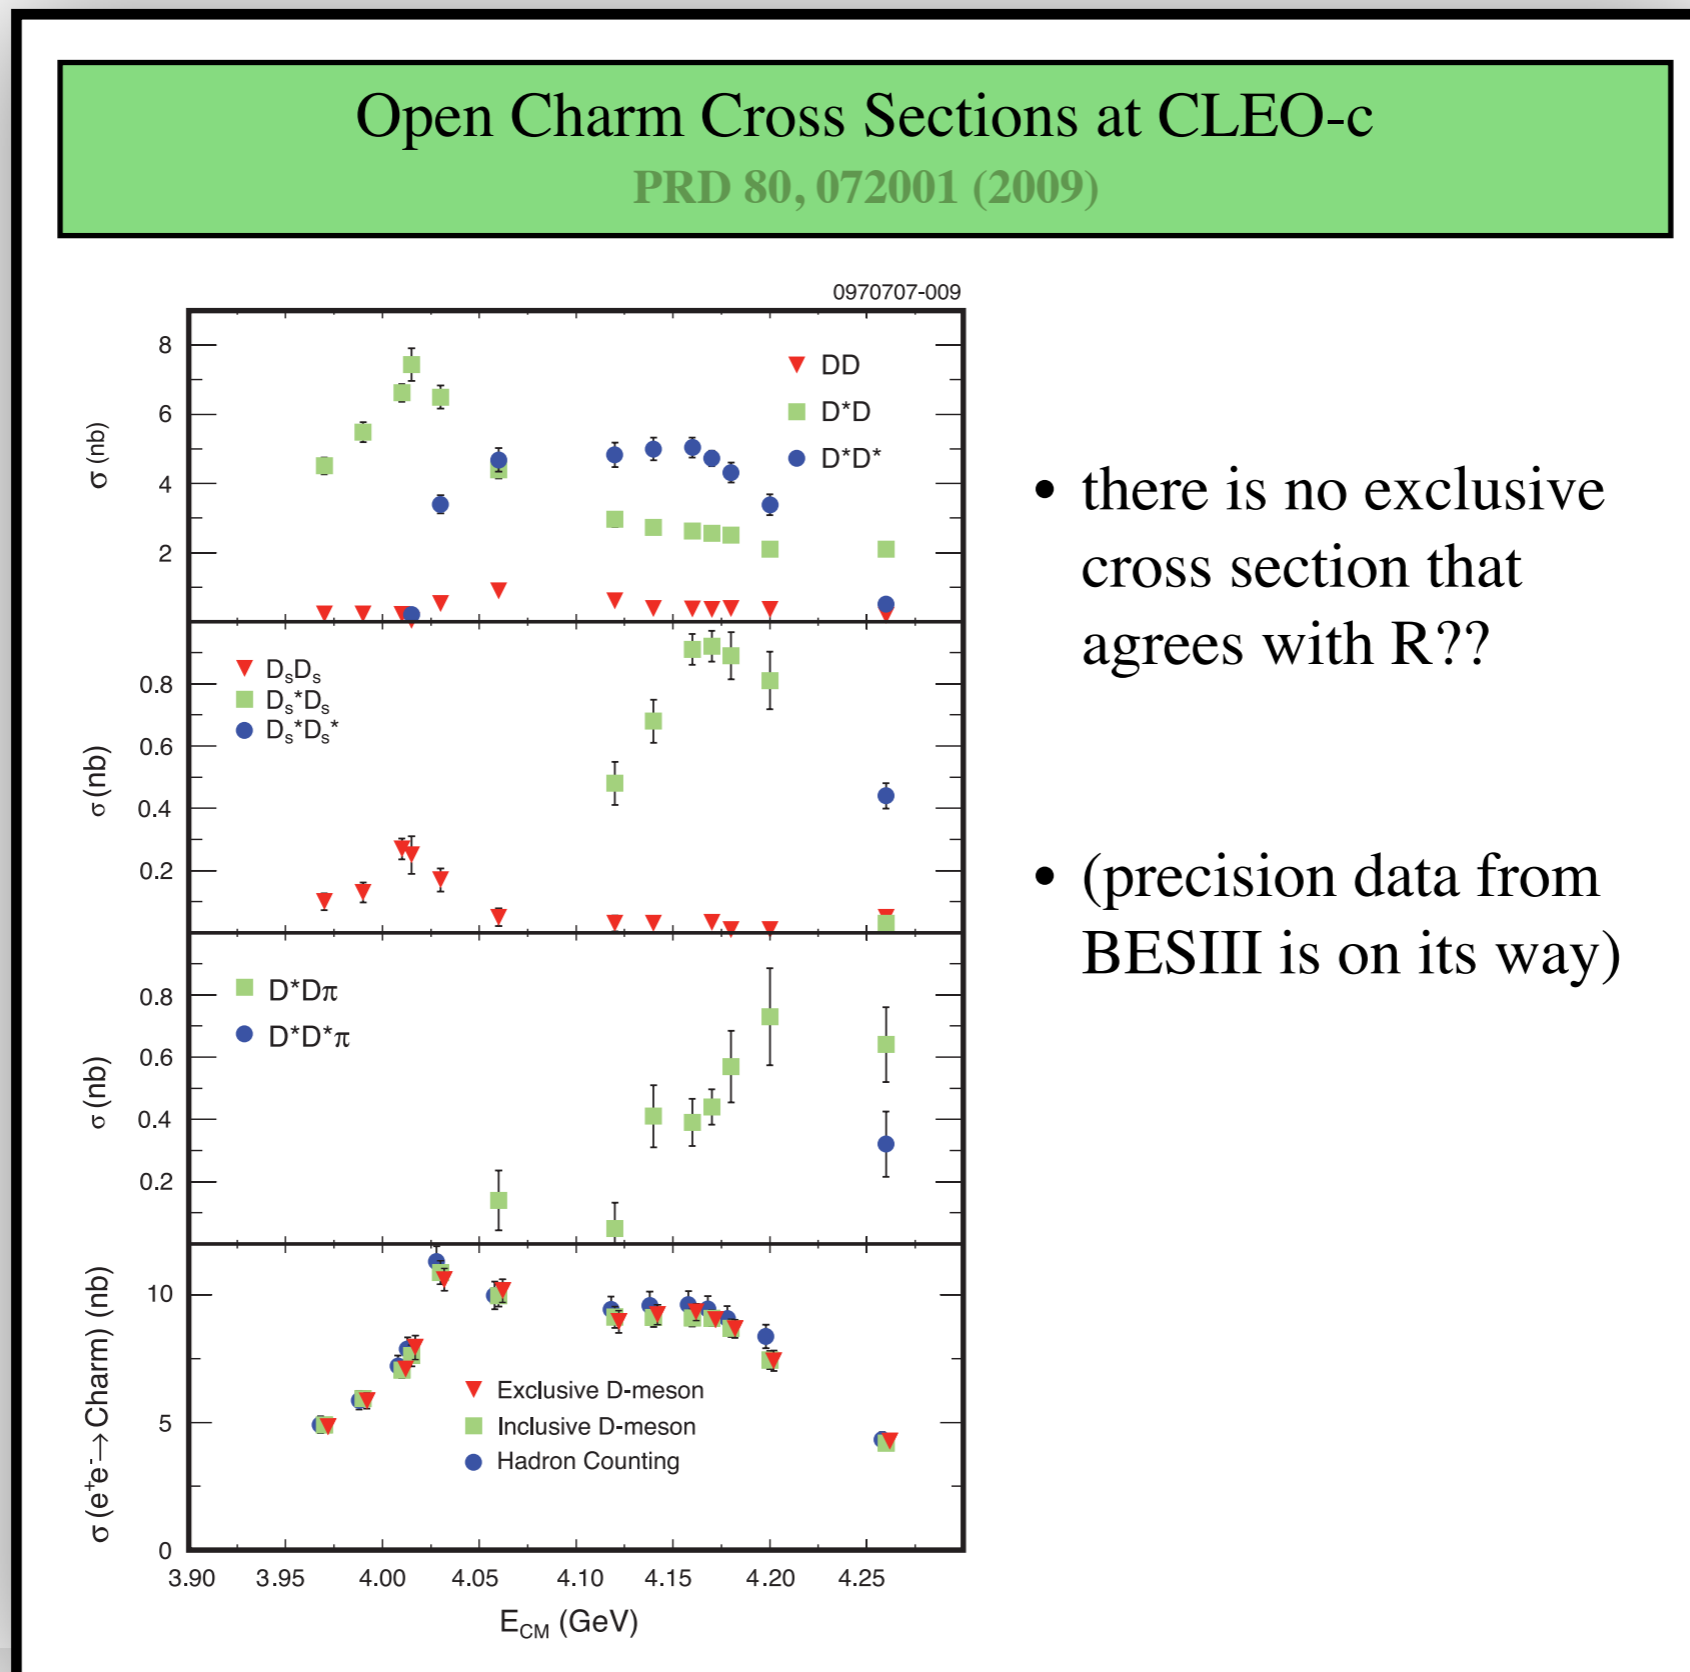 Open Charm Cross Sections at CLEO-c
PRD 80, 072001 (2009)
0970707-009
8
6
4
2
σ (nb)
DD
D*D
D*D*
0.8
0.6
0.4
0.2
σ (nb)
DₛDₛ
Dₛ*Dₛ
Dₛ*Dₛ*
0.8
0.6
0.4
0.2
σ (nb)
D*Dπ
D*D*π
10
5
0
σ (e⁺e⁻→Charm) (nb)
Exclusive D-meson
Inclusive D-meson
Hadron Counting
3.90 3.95 4.00 4.05 4.10 4.15 4.20 4.25
E_CM (GeV)
• there is no exclusive
cross section that
agrees with R??
• (precision data from
BESIII is on its way)